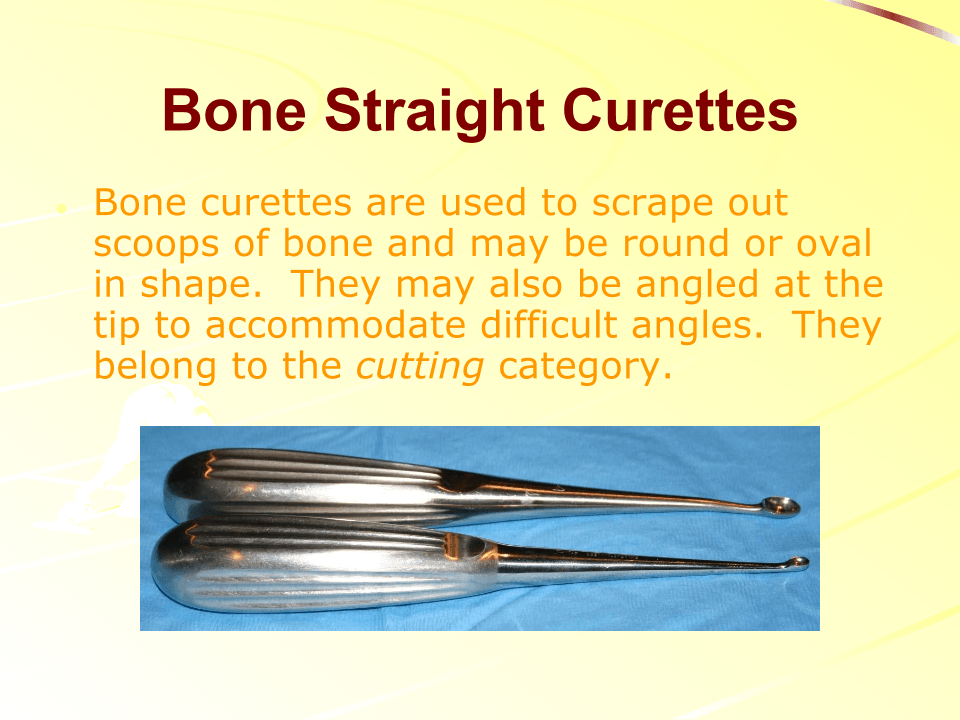 Bone Straight Curettes
• Bone curettes are used to scrape out
scoops of bone and may be round or oval
in shape.  They may also be angled at the
tip to accommodate difficult angles.  They
belong to the cutting category.